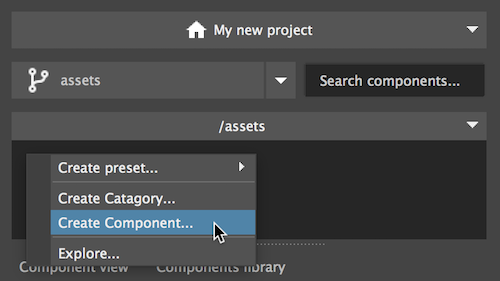 My new project
assets
Search components...
/assets
Create preset...
Create Catagory...
Create Component...
Explore...
Component view
Components library